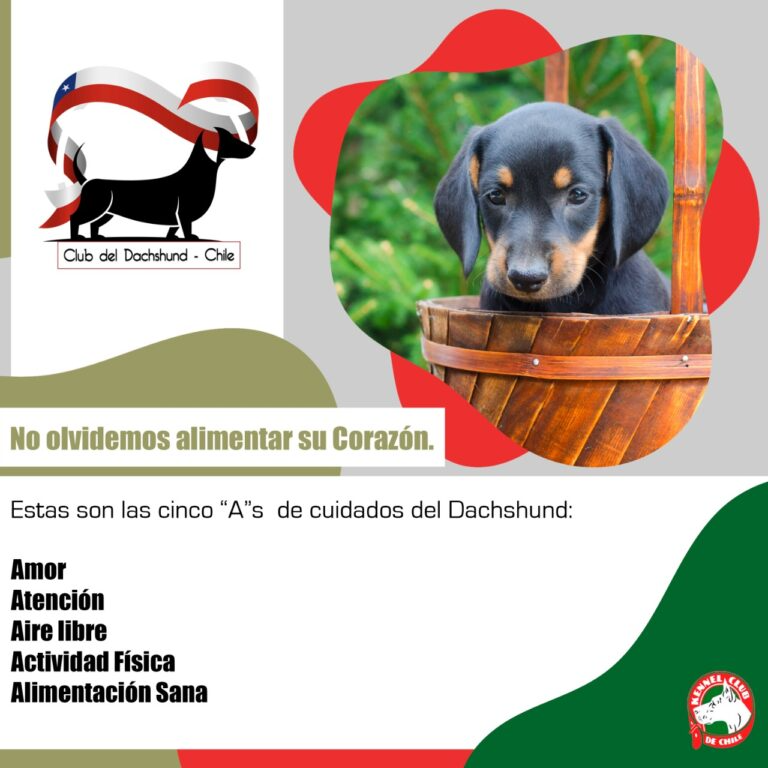 Club del Dachshund - Chile
No olvidemos alimentar su Corazón.
Estas son las cinco “A”s  de cuidados del Dachshund:
Amor
Atención
Aire libre
Actividad Física
Alimentación Sana
KENNEL CLUB
DE CHILE